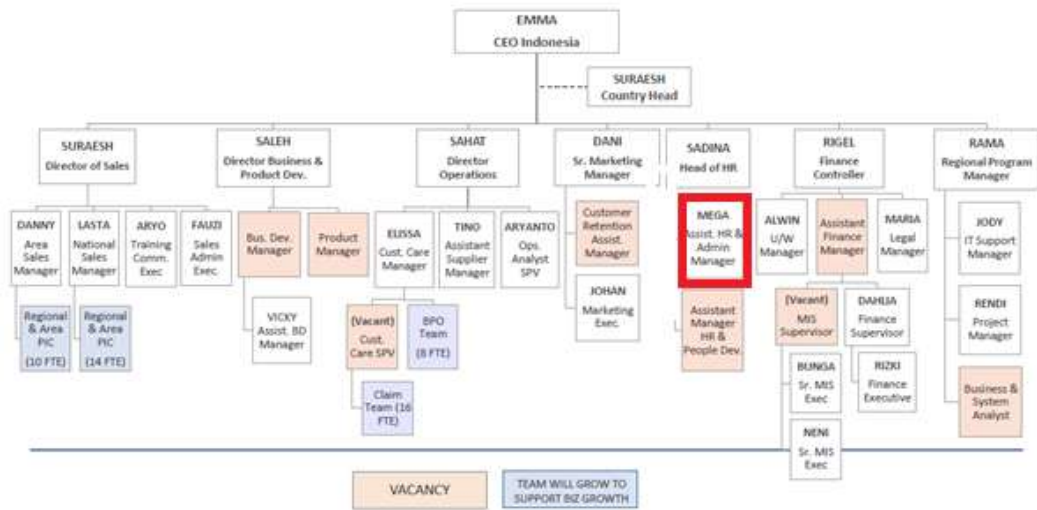 EMMA
CEO Indonesia
SURAESH
Country Head
SURAESH
Director of Sales
SALEH
Director Business &
Product Dev.
SAHAT
Director
Operations
DANI
Sr. Marketing
Manager
SADINA
Head of HR
RIGEL
Finance
Controller
RAMA
Regional Program
Manager
DANNY
Area
Sales
Manager
LASTA
National
Sales
Manager
ARYO
Training
Comm.
Exec
FAUZI
Sales
Admin
Exec.
Bus. Dev.
Manager
Product
Manager
ELISSA
Cust. Care
Manager
TINO
Assistant
Supplier
Manager
ARYANTO
Ops.
Analyst
SPV
Customer
Retention
Assist.
Manager
MEGA
Assist. HR &
Admin
Manager
ALWIN
U/W
Manager
Assistant
Finance
Manager
MARIA
Legal
Manager
JODY
IT Support
Manager
Regional
& Area
PIC
(10 FTE)
Regional
& Area
PIC
(14 FTE)
VICKY
Assist. BD
Manager
(Vacant)
Cust.
Care SPV
BPO
Team
(8 FTE)
JOHAN
Marketing
Exec.
Assistant
Manager
HR &
People Dev.
(Vacant)
MIS
Supervisor
DAHLIA
Finance
Supervisor
RENDI
Project
Manager
Claim
Team (16
FTE)
BUNGA
Sr. MIS
Exec
RIZKI
Finance
Executive
Business &
System
Analyst
NENI
Sr. MIS
Exec
VACANCY
TEAM WILL GROW TO
SUPPORT BIZ GROWTH